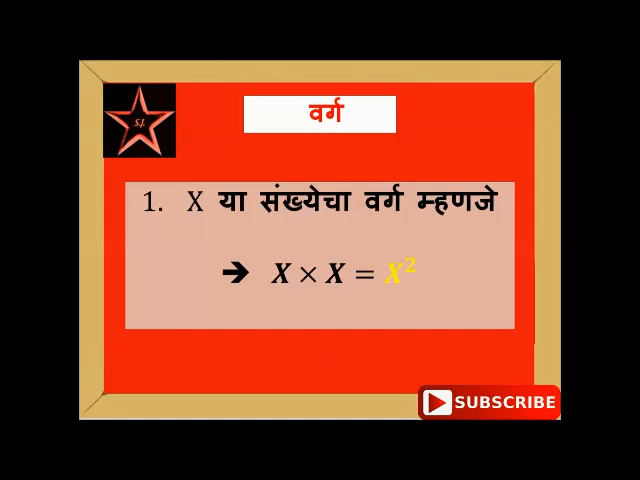 S.J.
वर्ग
1. X या संख्येचा वर्ग म्हणजे
➔ X × X = X²
SUBSCRIBE